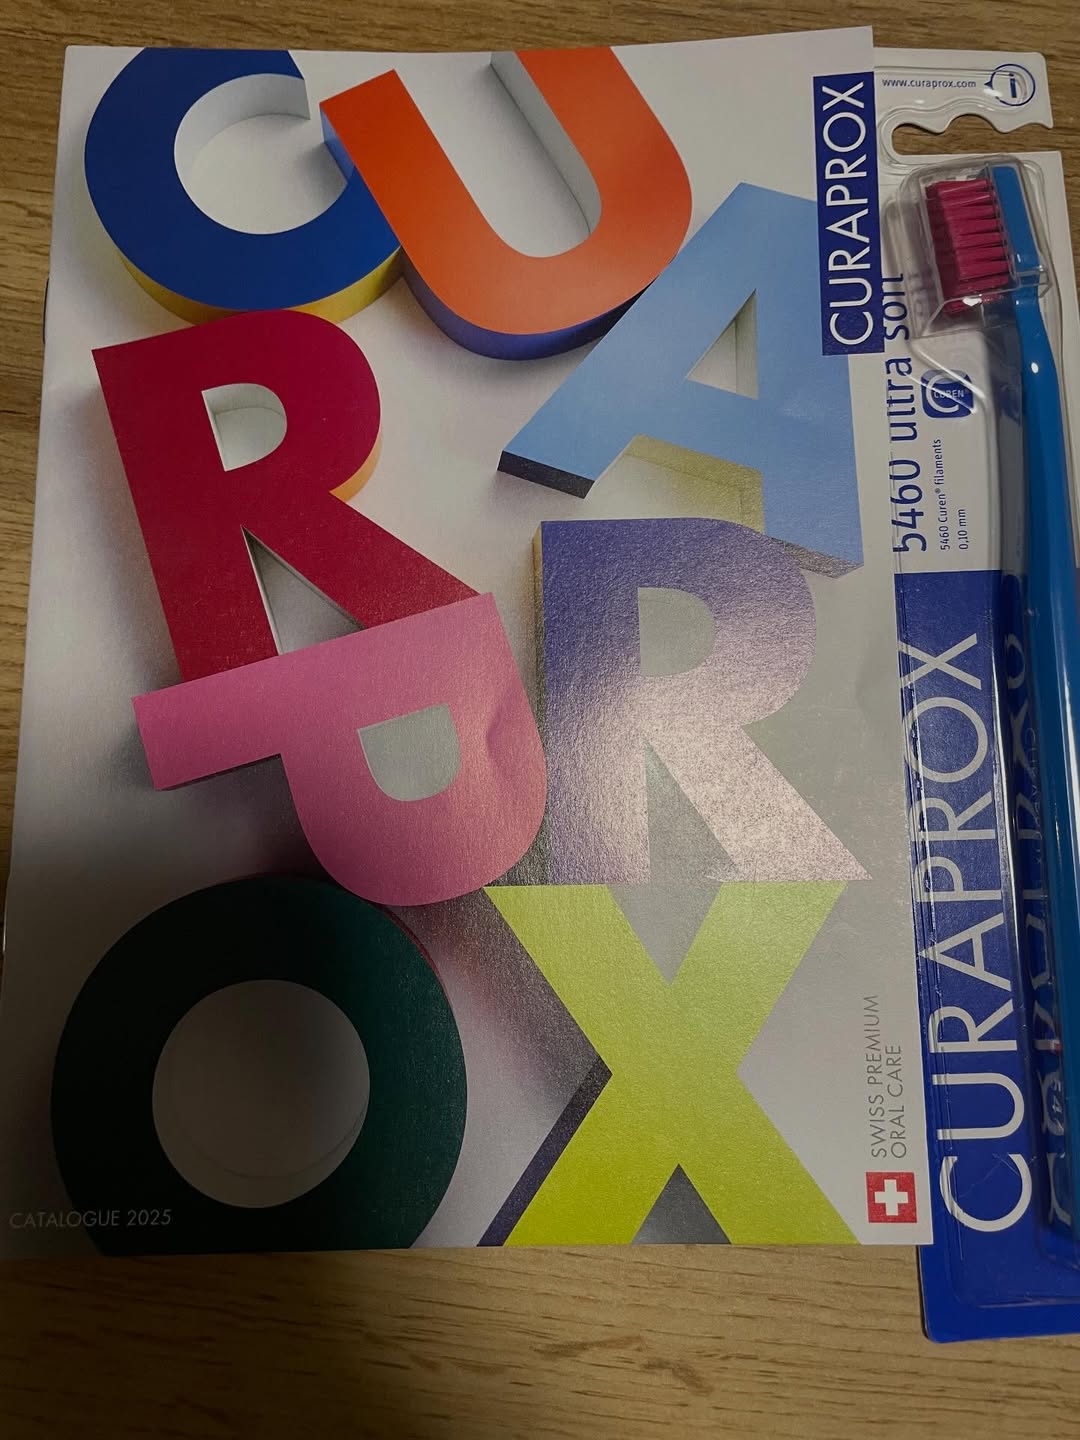 CURAPROX
CURAPROX
SWISS PREMIUM
ORAL CARE
CATALOGUE 2025
www.curaprox.com
i
5460 ultra soft
CUREN
5460 Curen® filaments
0,10 mm
CURAPROX